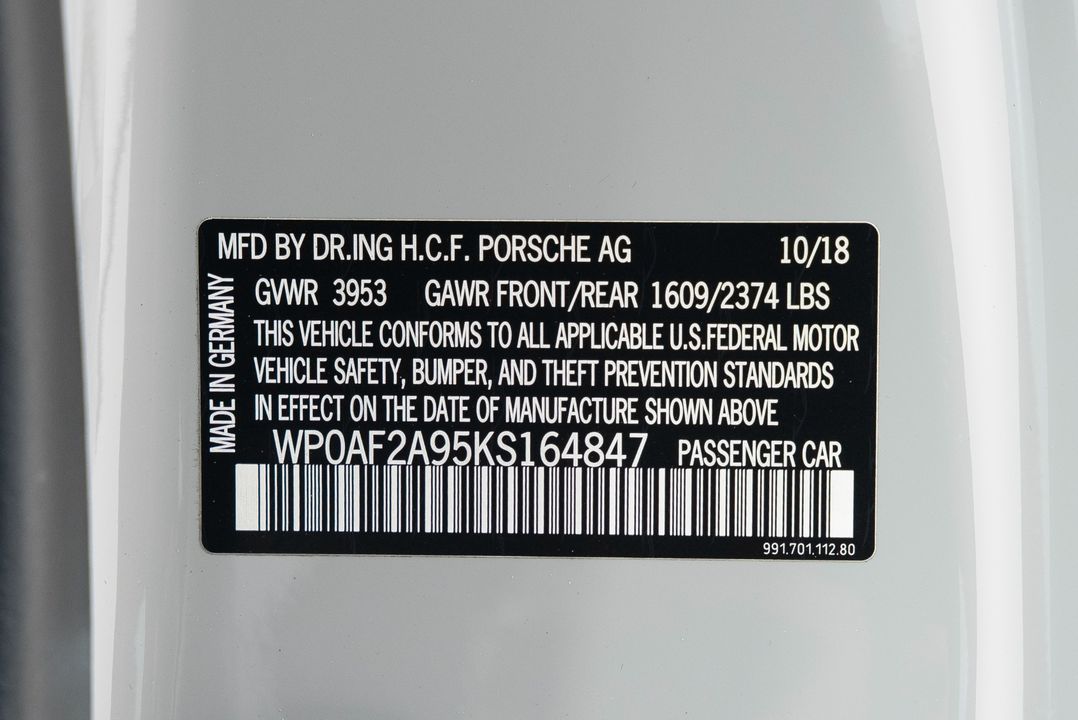 MFD BY DR.ING H.C.F. PORSCHE AG 10/18
GVWR 3953 GAWR FRONT/REAR 1609/2374 LBS
THIS VEHICLE CONFORMS TO ALL APPLICABLE U.S.FEDERAL MOTOR
VEHICLE SAFETY, BUMPER, AND THEFT PREVENTION STANDARDS
IN EFFECT ON THE DATE OF MANUFACTURE SHOWN ABOVE
WP0AF2A95KS164847 PASSENGER CAR
991.701.112.80
MADE IN GERMANY